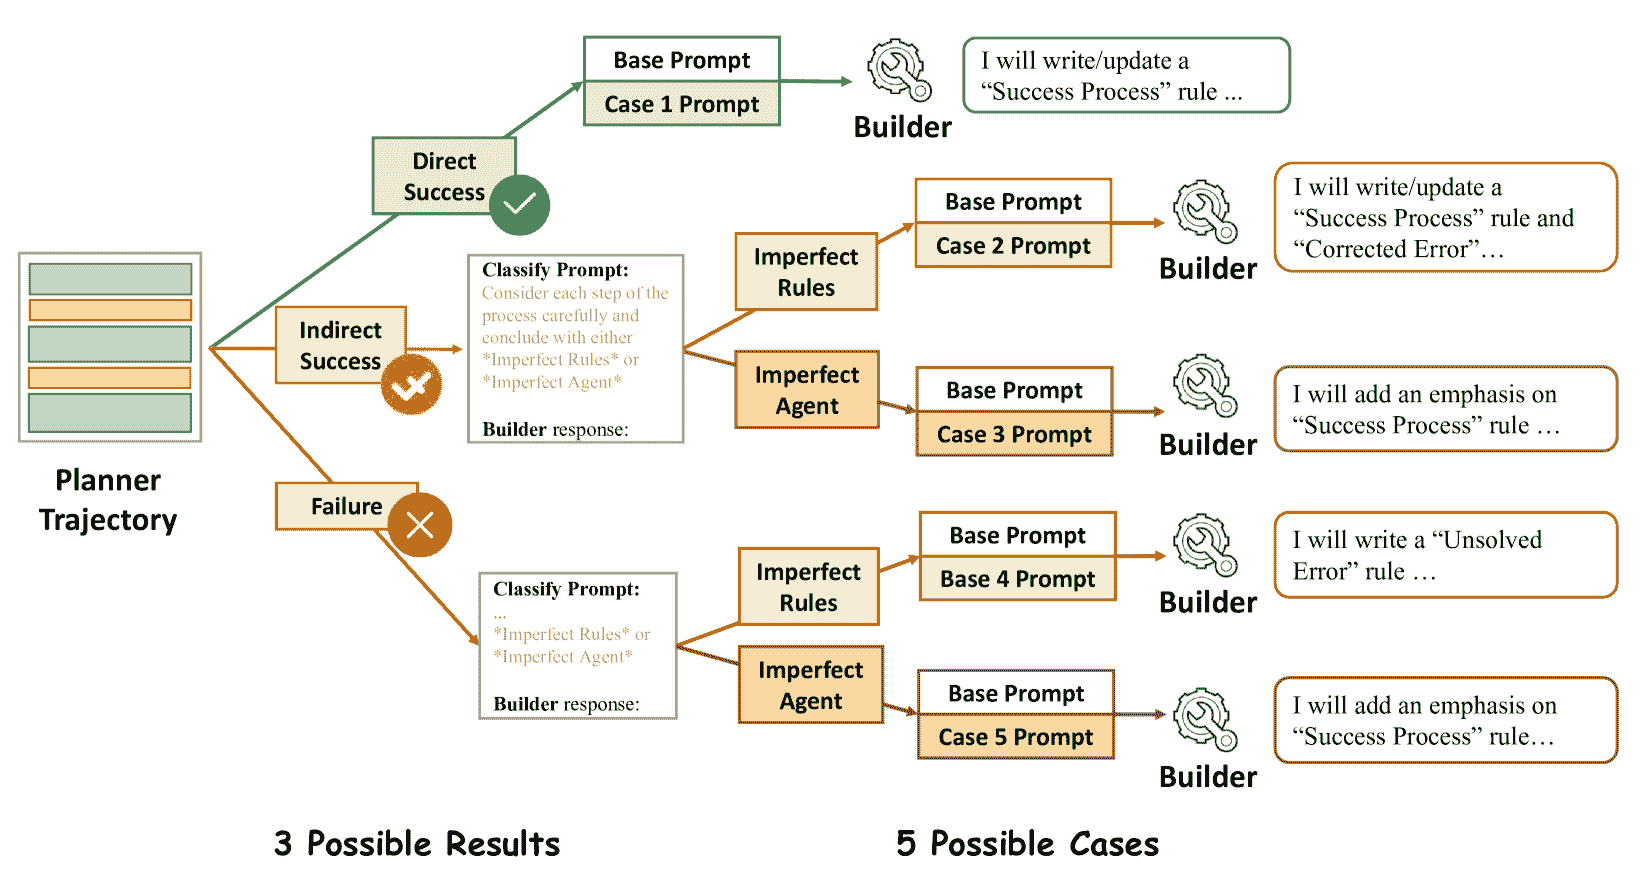 Base Prompt
Case 1 Prompt
Builder
I will write/update a
“Success Process” rule ...
Direct
Success
Planner
Trajectory
Indirect
Success
Classify Prompt:
Consider each step of the
process carefully and
conclude with either
*Imperfect Rules* or
*Imperfect Agent*
Builder response:
Imperfect
Rules
Base Prompt
Case 2 Prompt
Builder
I will write/update a
“Success Process” rule and
“Corrected Error”…
Imperfect
Agent
Base Prompt
Case 3 Prompt
Builder
I will add an emphasis on
“Success Process” rule …
Failure
Classify Prompt:
...
*Imperfect Rules* or
*Imperfect Agent*
Builder response:
Imperfect
Rules
Base Prompt
Base 4 Prompt
Builder
I will write a “Unsolved
Error” rule …
Imperfect
Agent
Base Prompt
Case 5 Prompt
Builder
I will add an emphasis on
“Success Process” rule…
3 Possible Results
5 Possible Cases